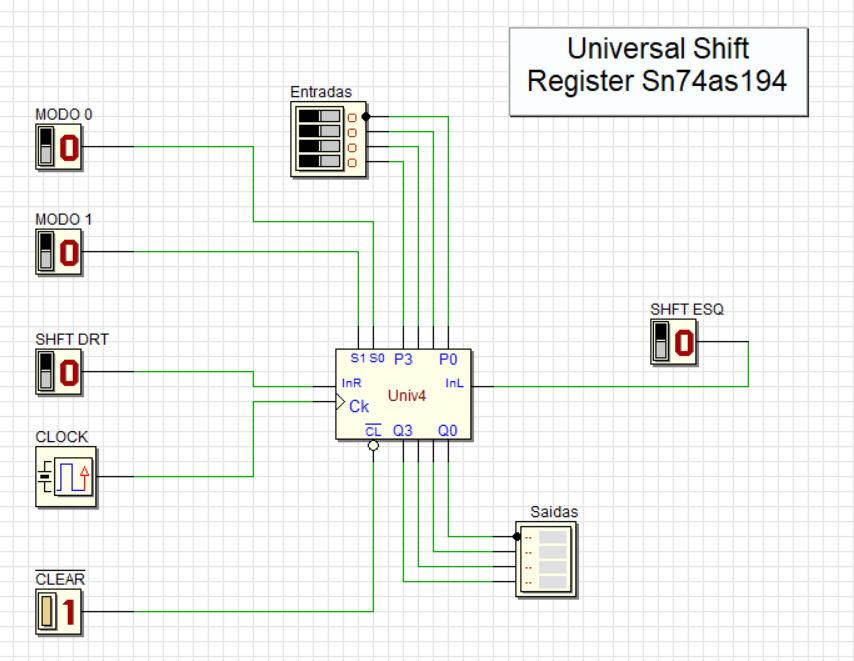 Universal Shift
Register Sn74as194
Entradas
MODO 0
0
MODO 1
0
SHFT ESQ
0
SHFT DRT
0
S1 S0 P3 P0
InR InL
Univ4
Ck
CL Q3 Q0
CLOCK
Saidas
--
--
--
--
CLEAR
1